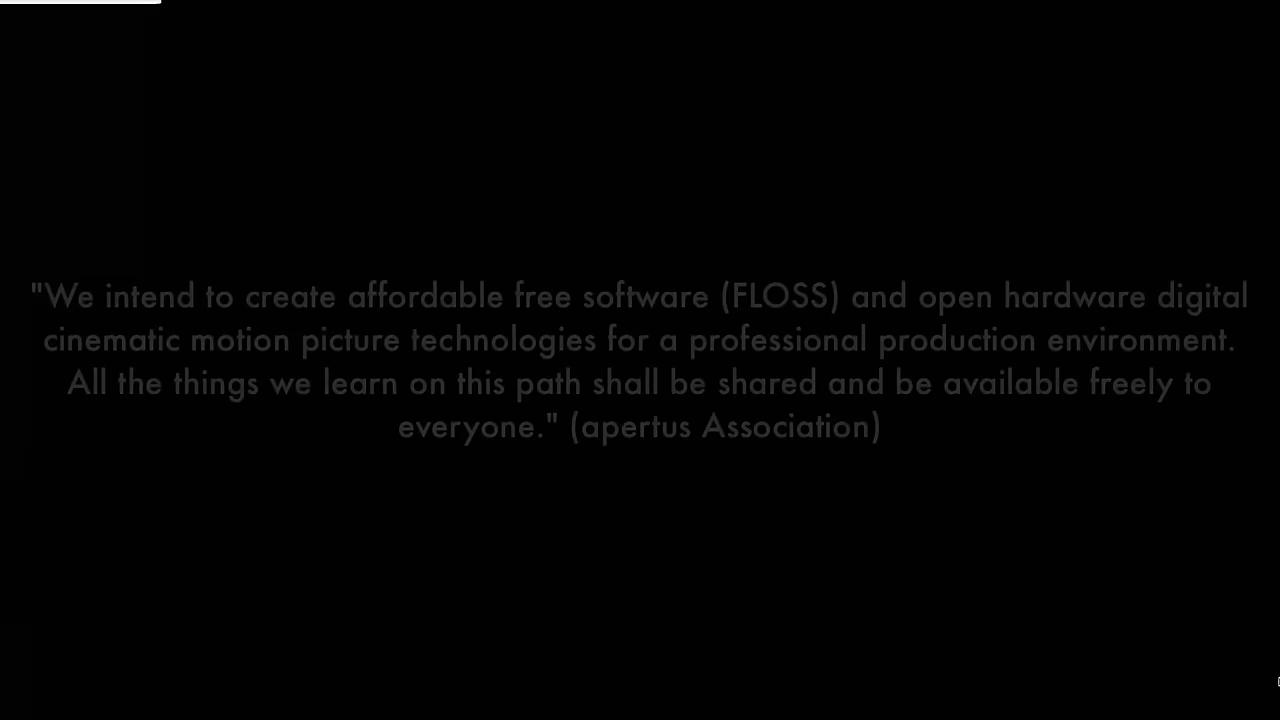 "We intend to create affordable free software (FLOSS) and open hardware digital
cinematic motion picture technologies for a professional production environment.
All the things we learn on this path shall be shared and be available freely to
everyone." (apertus Association)